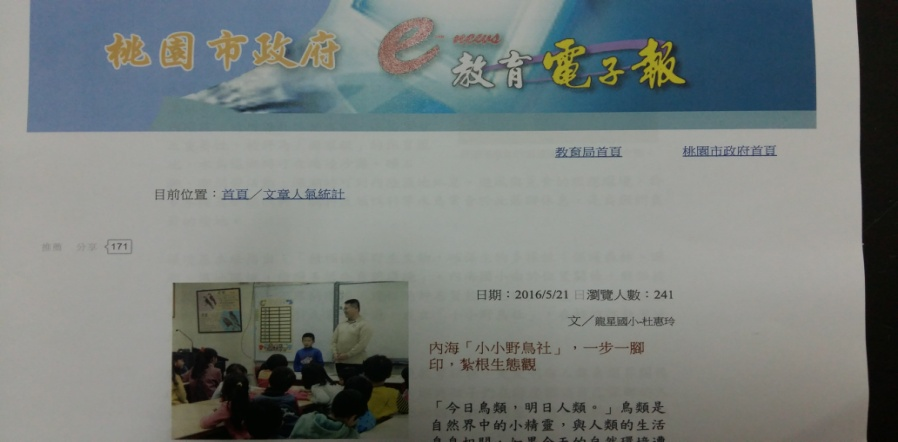 桃園市政府 e-news
教育電子報
教育局首頁 桃園市政府首頁
目前位置：首頁／文章人氣統計
推薦 分享 171
日期：2016/5/21 瀏覽人數：241
文／龍星國小-杜惠玲
內海「小小野鳥社」，一步一腳
印，紮根生態觀
「今日鳥類，明日人類。」鳥類是
自然界中的小精靈，與人類的生活